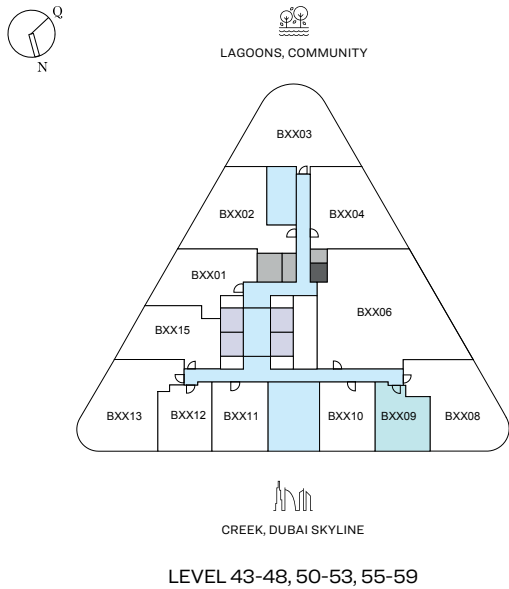 Q
N
LAGOONS, COMMUNITY
BXX03
BXX02 BXX04
BXX01
BXX06
BXX15
BXX13 BXX12 BXX11 BXX10 BXX09 BXX08
CREEK, DUBAI SKYLINE
LEVEL 43-48, 50-53, 55-59